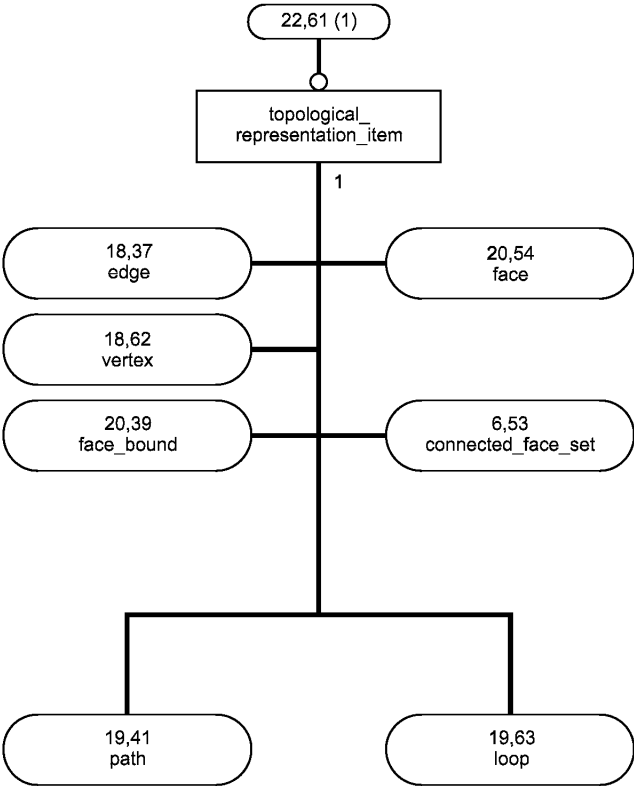 22,61 (1)
topological_
representation_item
1
18,37
edge
20,54
face
18,62
vertex
20,39
face_bound
6,53
connected_face_set
19,41
path
19,63
loop